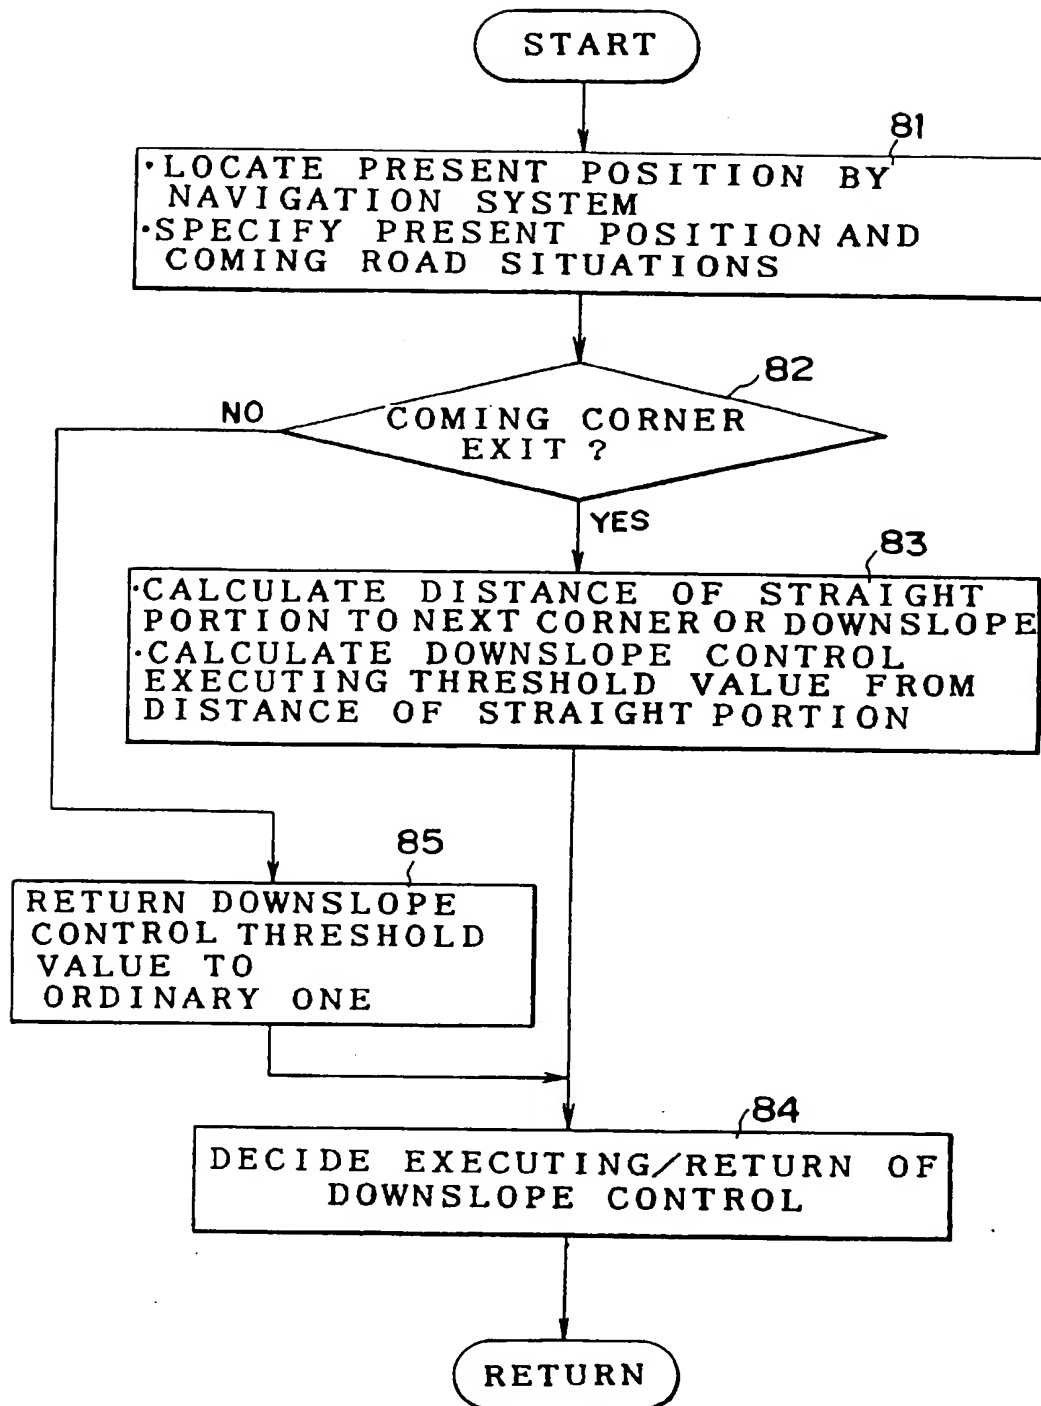 START
81
·LOCATE PRESENT POSITION BY
NAVIGATION SYSTEM
·SPECIFY PRESENT POSITION AND
COMING ROAD SITUATIONS
82
COMING CORNER
EXIT?
NO
YES
83
·CALCULATE DISTANCE OF STRAIGHT
PORTION TO NEXT CORNER OR DOWNSLOPE
·CALCULATE DOWNSLOPE CONTROL
EXECUTING THRESHOLD VALUE FROM
DISTANCE OF STRAIGHT PORTION
85
RETURN DOWNSLOPE
CONTROL THRESHOLD
VALUE TO
ORDINARY ONE
84
DECIDE EXECUTING/RETURN OF
DOWNSLOPE CONTROL
RETURN